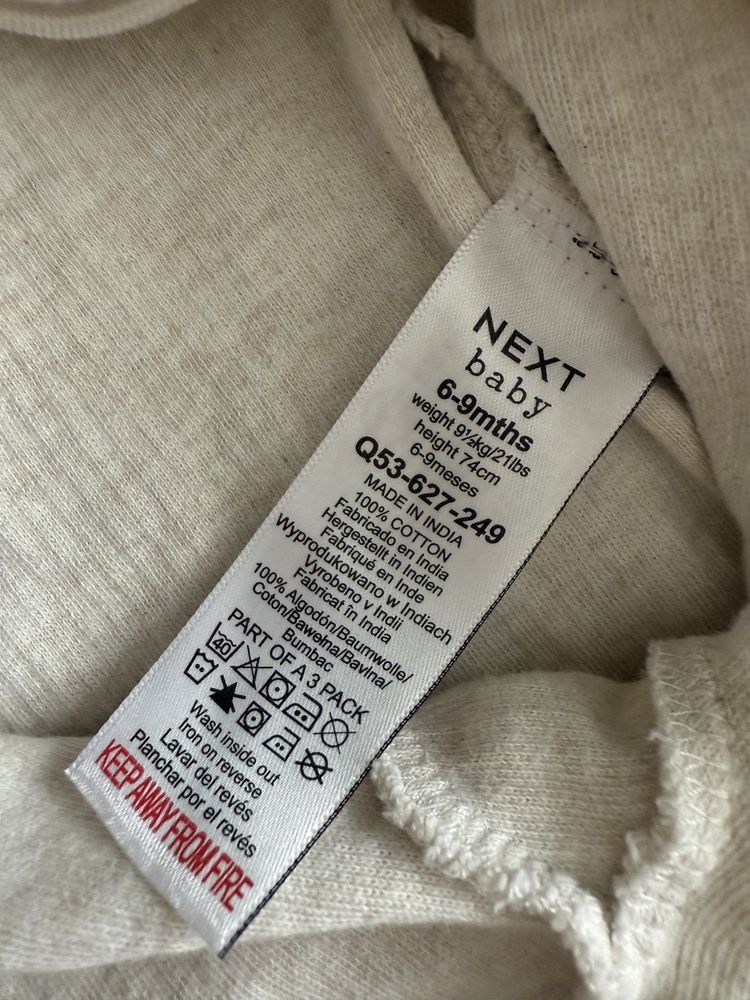 NEXT
baby
6-9mths
weight 9½kg/21lbs
height 74cm
6-9meses
Q53-627-249
MADE IN INDIA
100% COTTON
Fabricado en India
Hergestellt in Indien
Fabriqué en Inde
Wyprodukowano w Indiach
Vyrobeno v Indii
Fabricat în India
100% Algodón/Baumwolle/
Coton/Bawełna/Bavlna/
Bumbac
PART OF A 3 PACK
40
Wash inside out
Iron on reverse
Lavar del revés
Planchar por el revés
KEEP AWAY FROM FIRE